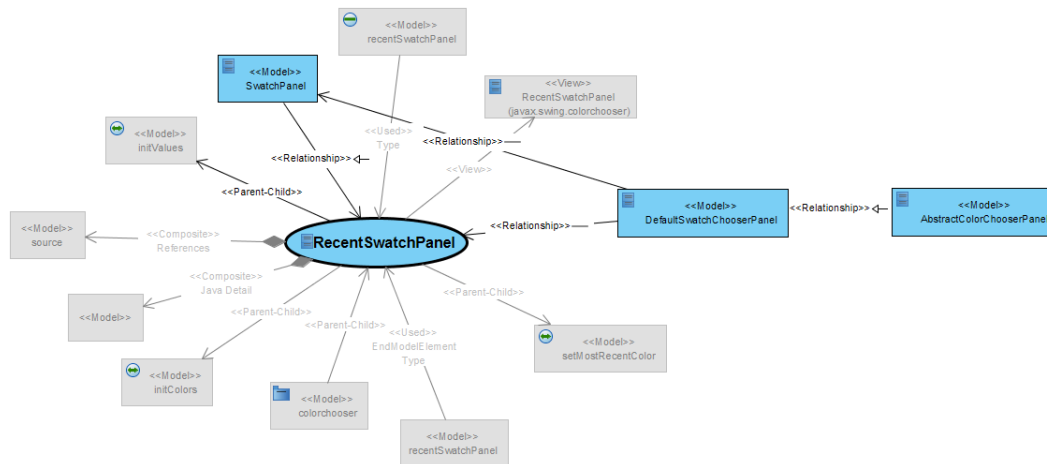 <<Model>>
recentSwatchPanel
<<Model>>
SwatchPanel
<<View>>
RecentSwatchPanel
(javax.swing.colorchooser)
<<Model>>
initValues
<<Used>>
Type
<<Relationship>>
<<Relationship>>
<<View>>
<<Parent-Child>>
<<Model>>
DefaultSwatchChooserPanel
<<Relationship>>
<<Model>>
AbstractColorChooserPanel
<<Model>>
source
<<Composite>>
References
RecentSwatchPanel
<<Relationship>>
<<Composite>>
Java Detail
<<Model>>
<<Parent-Child>>
<<Parent-Child>>
<<Used>>
EndModelElement
Type
<<Parent-Child>>
<<Model>>
setMostRecentColor
<<Model>>
initColors
<<Model>>
colorchooser
<<Model>>
recentSwatchPanel